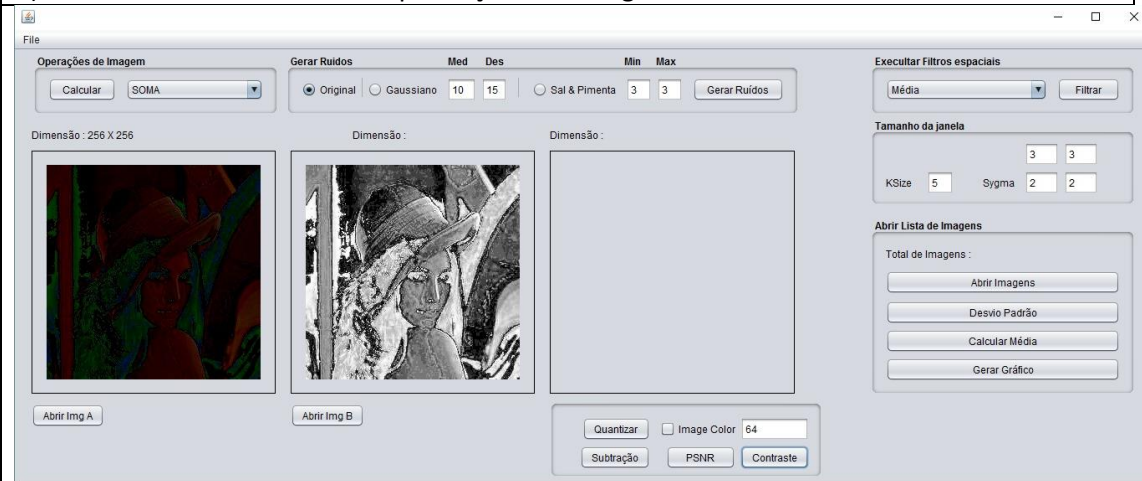 File
Operações de Imagem
Calcular SOMA
Gerar Ruidos Med Des Min Max
Original Gaussiano 10 15 Sal & Pimenta 3 3 Gerar Ruídos
Execultar Filtros espaciais
Média Filtrar
Tamanho da janela
3 3
KSize 5 Sygma 2 2
Dimensão : 256 X 256 Dimensão : Dimensão :
Abrir Lista de Imagens
Total de Imagens :
Abrir Imagens
Desvio Padrão
Calcular Média
Gerar Gráfico
Abrir Img A Abrir Img B
Quantizar Image Color 64
Subtração PSNR Contraste